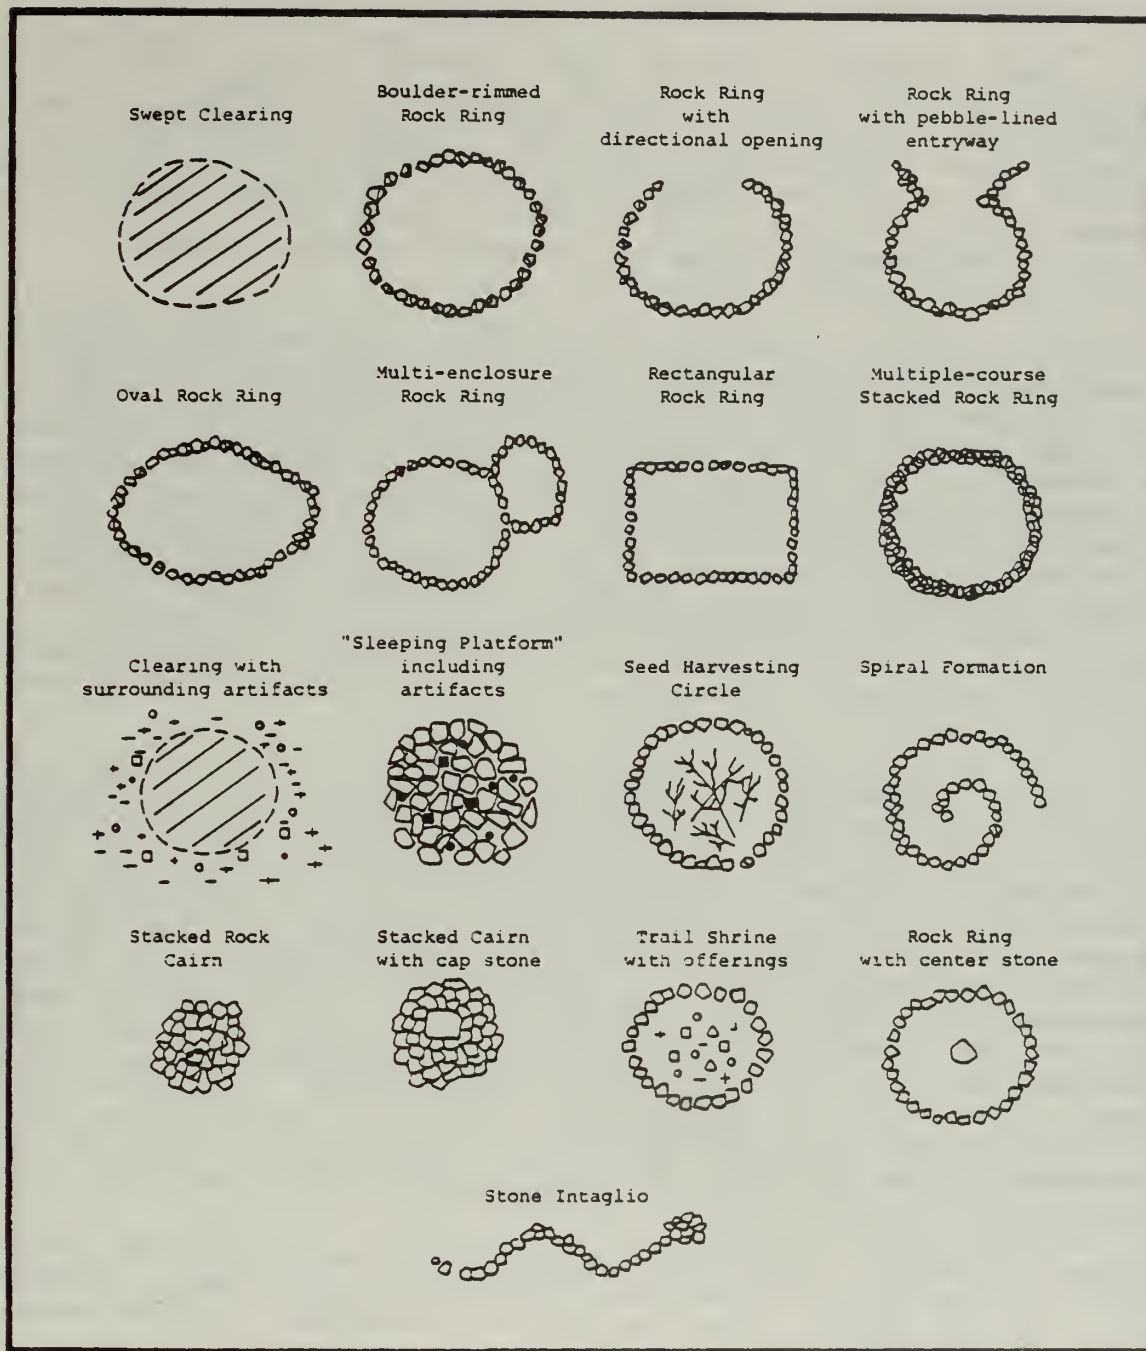 Swept Clearing
Boulder-rimmed
Rock Ring
Rock Ring
with
directional opening
Rock Ring
with pebble-lined
entryway
Oval Rock Ring
Multi-enclosure
Rock Ring
Rectangular
Rock Ring
Multiple-course
Stacked Rock Ring
Clearing with
surrounding artifacts
"Sleeping Platform"
including
artifacts
Seed Harvesting
Circle
Spiral Formation
Stacked Rock
Cairn
Stacked Cairn
with cap stone
Trail Shrine
with offerings
Rock Ring
with center stone
Stone Intaglio